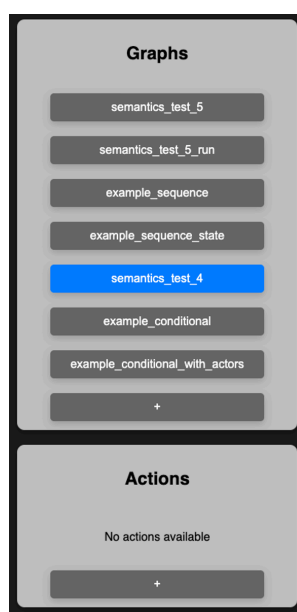 Graphs
semantics_test_5
semantics_test_5_run
example_sequence
example_sequence_state
semantics_test_4
example_conditional
example_conditional_with_actors
+
Actions
No actions available
+